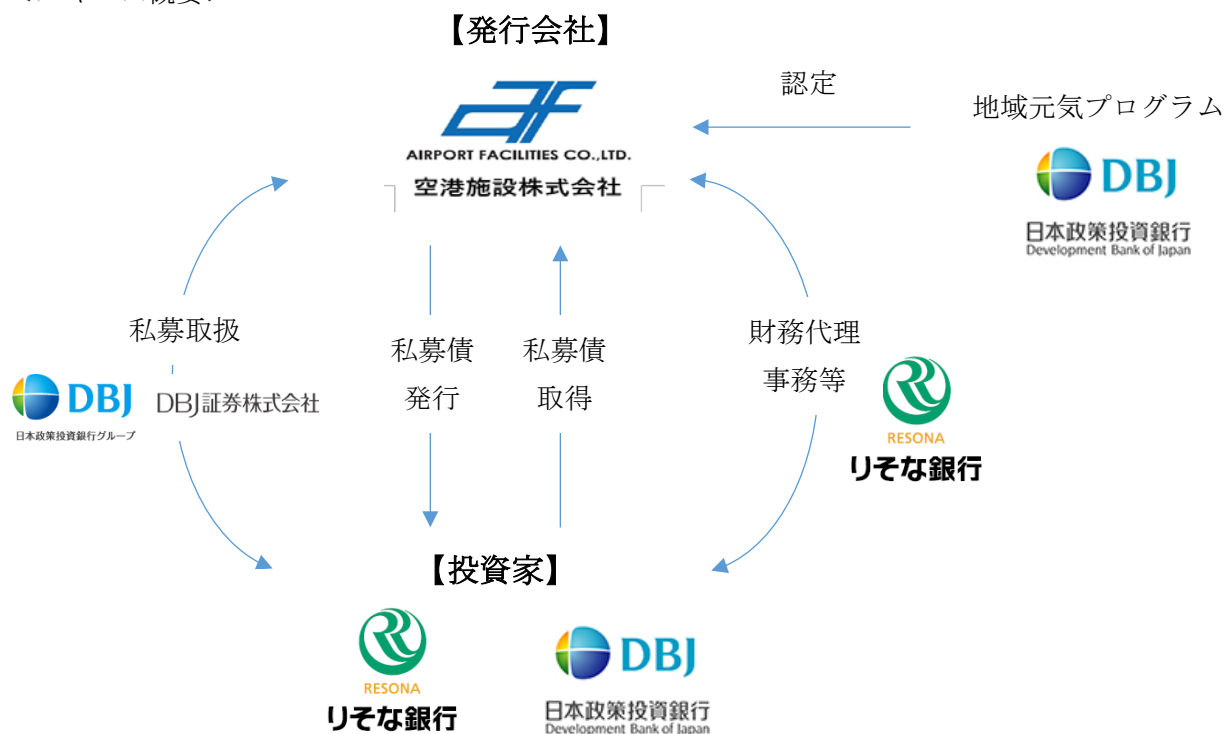 【発行会社】
認定
地域元気プログラム
AIRPORT FACILITIES CO.,LTD.
空港施設株式会社
DBJ
日本政策投資銀行
Development Bank of Japan
私募取扱
私募債
発行
私募債
取得
財務代理
事務等
DBJ
日本政策投資銀行グループ
DBJ証券株式会社
RESONA
りそな銀行
【投資家】
RESONA
りそな銀行
DBJ
日本政策投資銀行
Development Bank of Japan